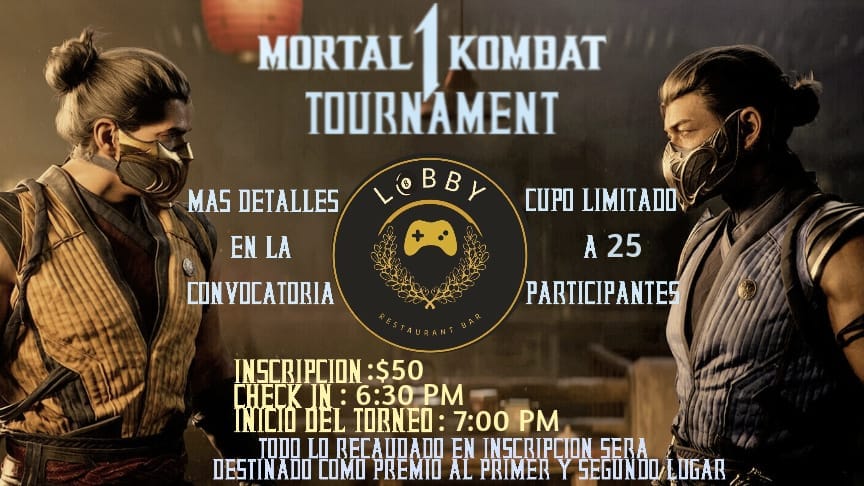 MORTAL 1 KOMBAT
TOURNAMENT
MAS DETALLES
EN LA
CONVOCATORIA
LOBBY
RESTAURANT BAR
CUPO LIMITADO
A 25
PARTICIPANTES
INSCRIPCION :$50
CHECK IN : 6:30 PM
INICIO DEL TORNEO : 7:00 PM
TODO LO RECAUDADO EN INSCRIPCION SERA
DESTINADO COMO PREMIO AL PRIMER Y SEGUNDO LUGAR